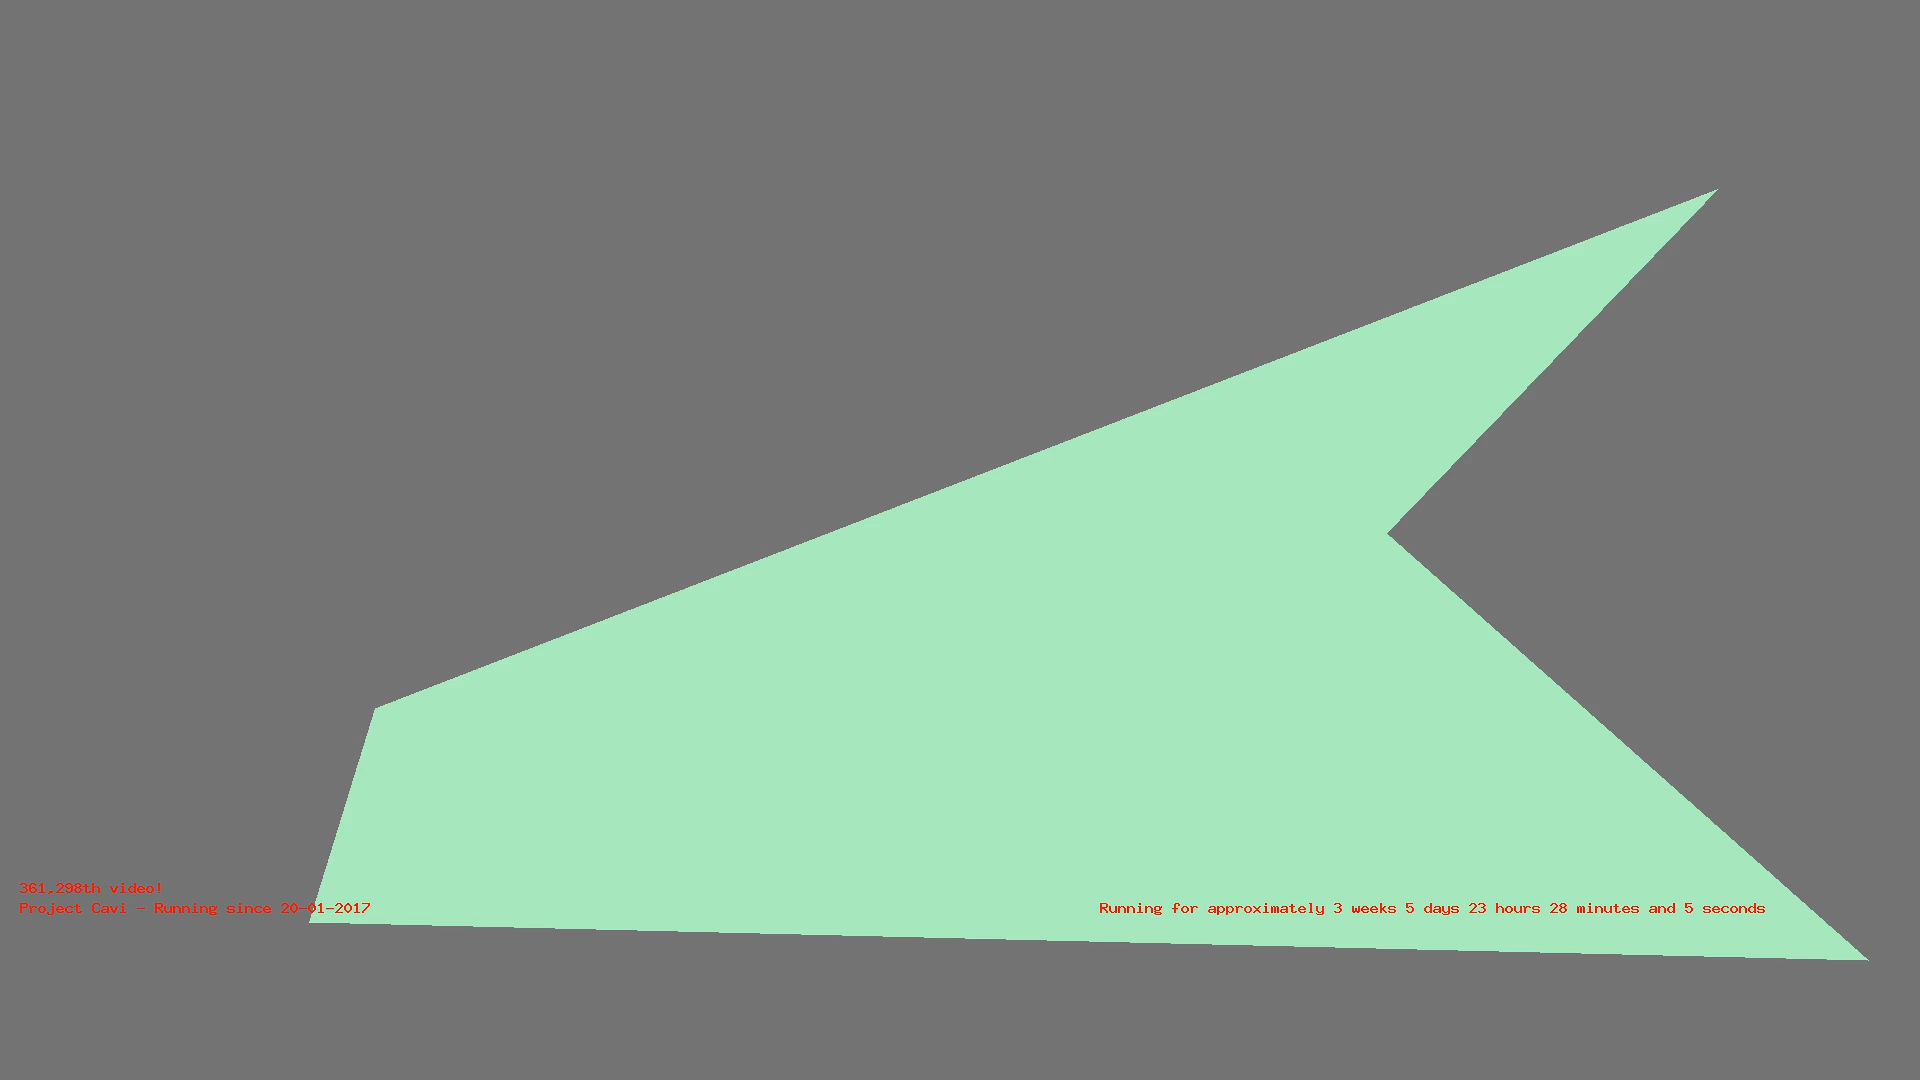 361.298th video!
Project Cavi - Running since 20-01-2017
Running for approximately 3 weeks 5 days 23 hours 28 minutes and 5 seconds